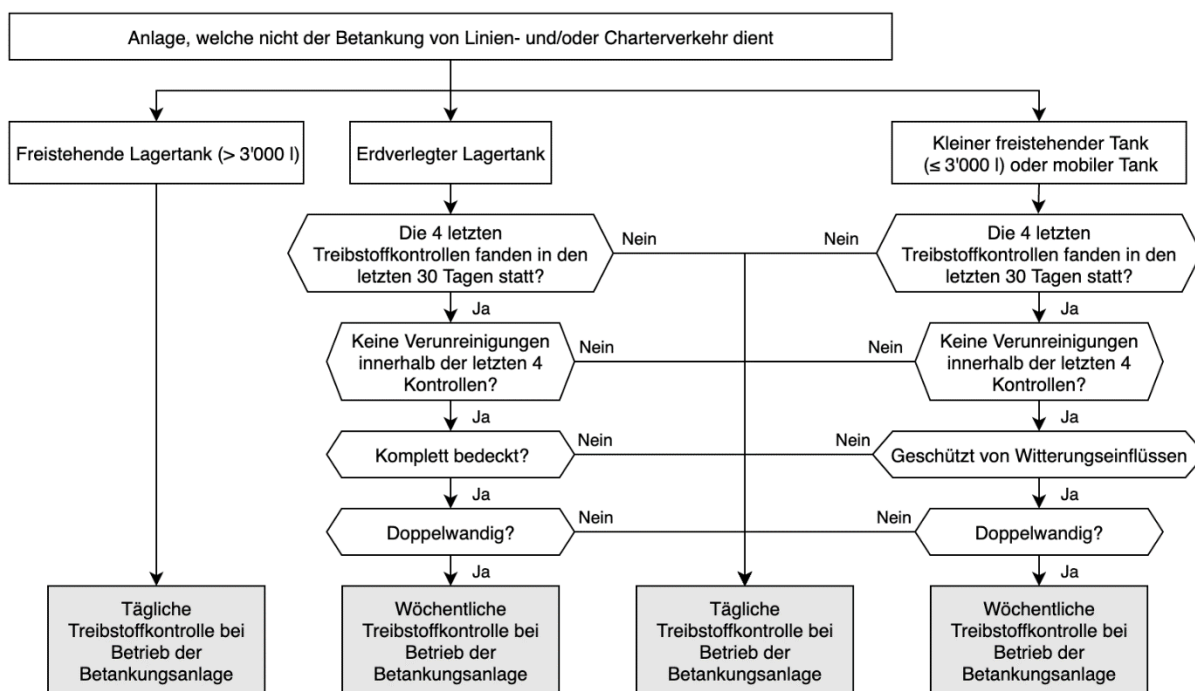 Anlage, welche nicht der Betankung von Linien- und/oder Charterverkehr dient
Freistehende Lagertank (> 3'000 l)
Erdverlegter Lagertank
Kleiner freistehender Tank
(≤ 3'000 l) oder mobiler Tank
Die 4 letzten
Treibstoffkontrollen fanden in den
letzten 30 Tagen statt?
Nein
Nein
Die 4 letzten
Treibstoffkontrollen fanden in den
letzten 30 Tagen statt?
Ja
Ja
Keine Verunreinigungen
innerhalb der letzten 4
Kontrollen?
Nein
Nein
Keine Verunreinigungen
innerhalb der letzten 4
Kontrollen?
Ja
Ja
Komplett bedeckt?
Nein
Nein
Geschützt von Witterungseinflüssen
Ja
Ja
Doppelwandig?
Nein
Nein
Doppelwandig?
Ja
Ja
Tägliche
Treibstoffkontrolle bei
Betrieb der
Betankungsanlage
Wöchentliche
Treibstoffkontrolle bei
Betrieb der
Betankungsanlage
Tägliche
Treibstoffkontrolle bei
Betrieb der
Betankungsanlage
Wöchentliche
Treibstoffkontrolle bei
Betrieb der
Betankungsanlage